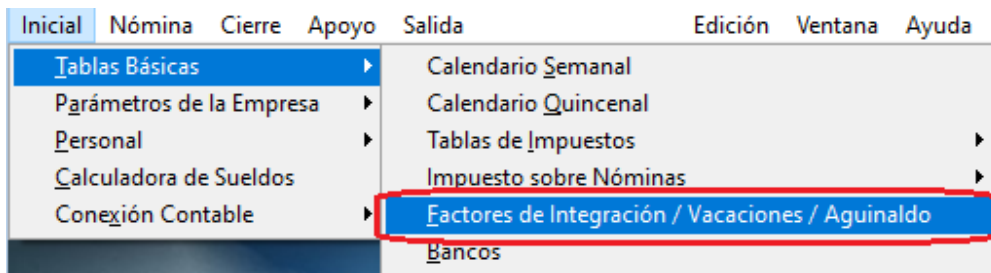 Inicial Nómina Cierre Apoyo Salida Edición Ventana Ayuda
Tablas Básicas
Parámetros de la Empresa
Personal
Calculadora de Sueldos
Conexión Contable
Calendario Semanal
Calendario Quincenal
Tablas de Impuestos
Impuesto sobre Nóminas
Factores de Integración / Vacaciones / Aguinaldo
Bancos